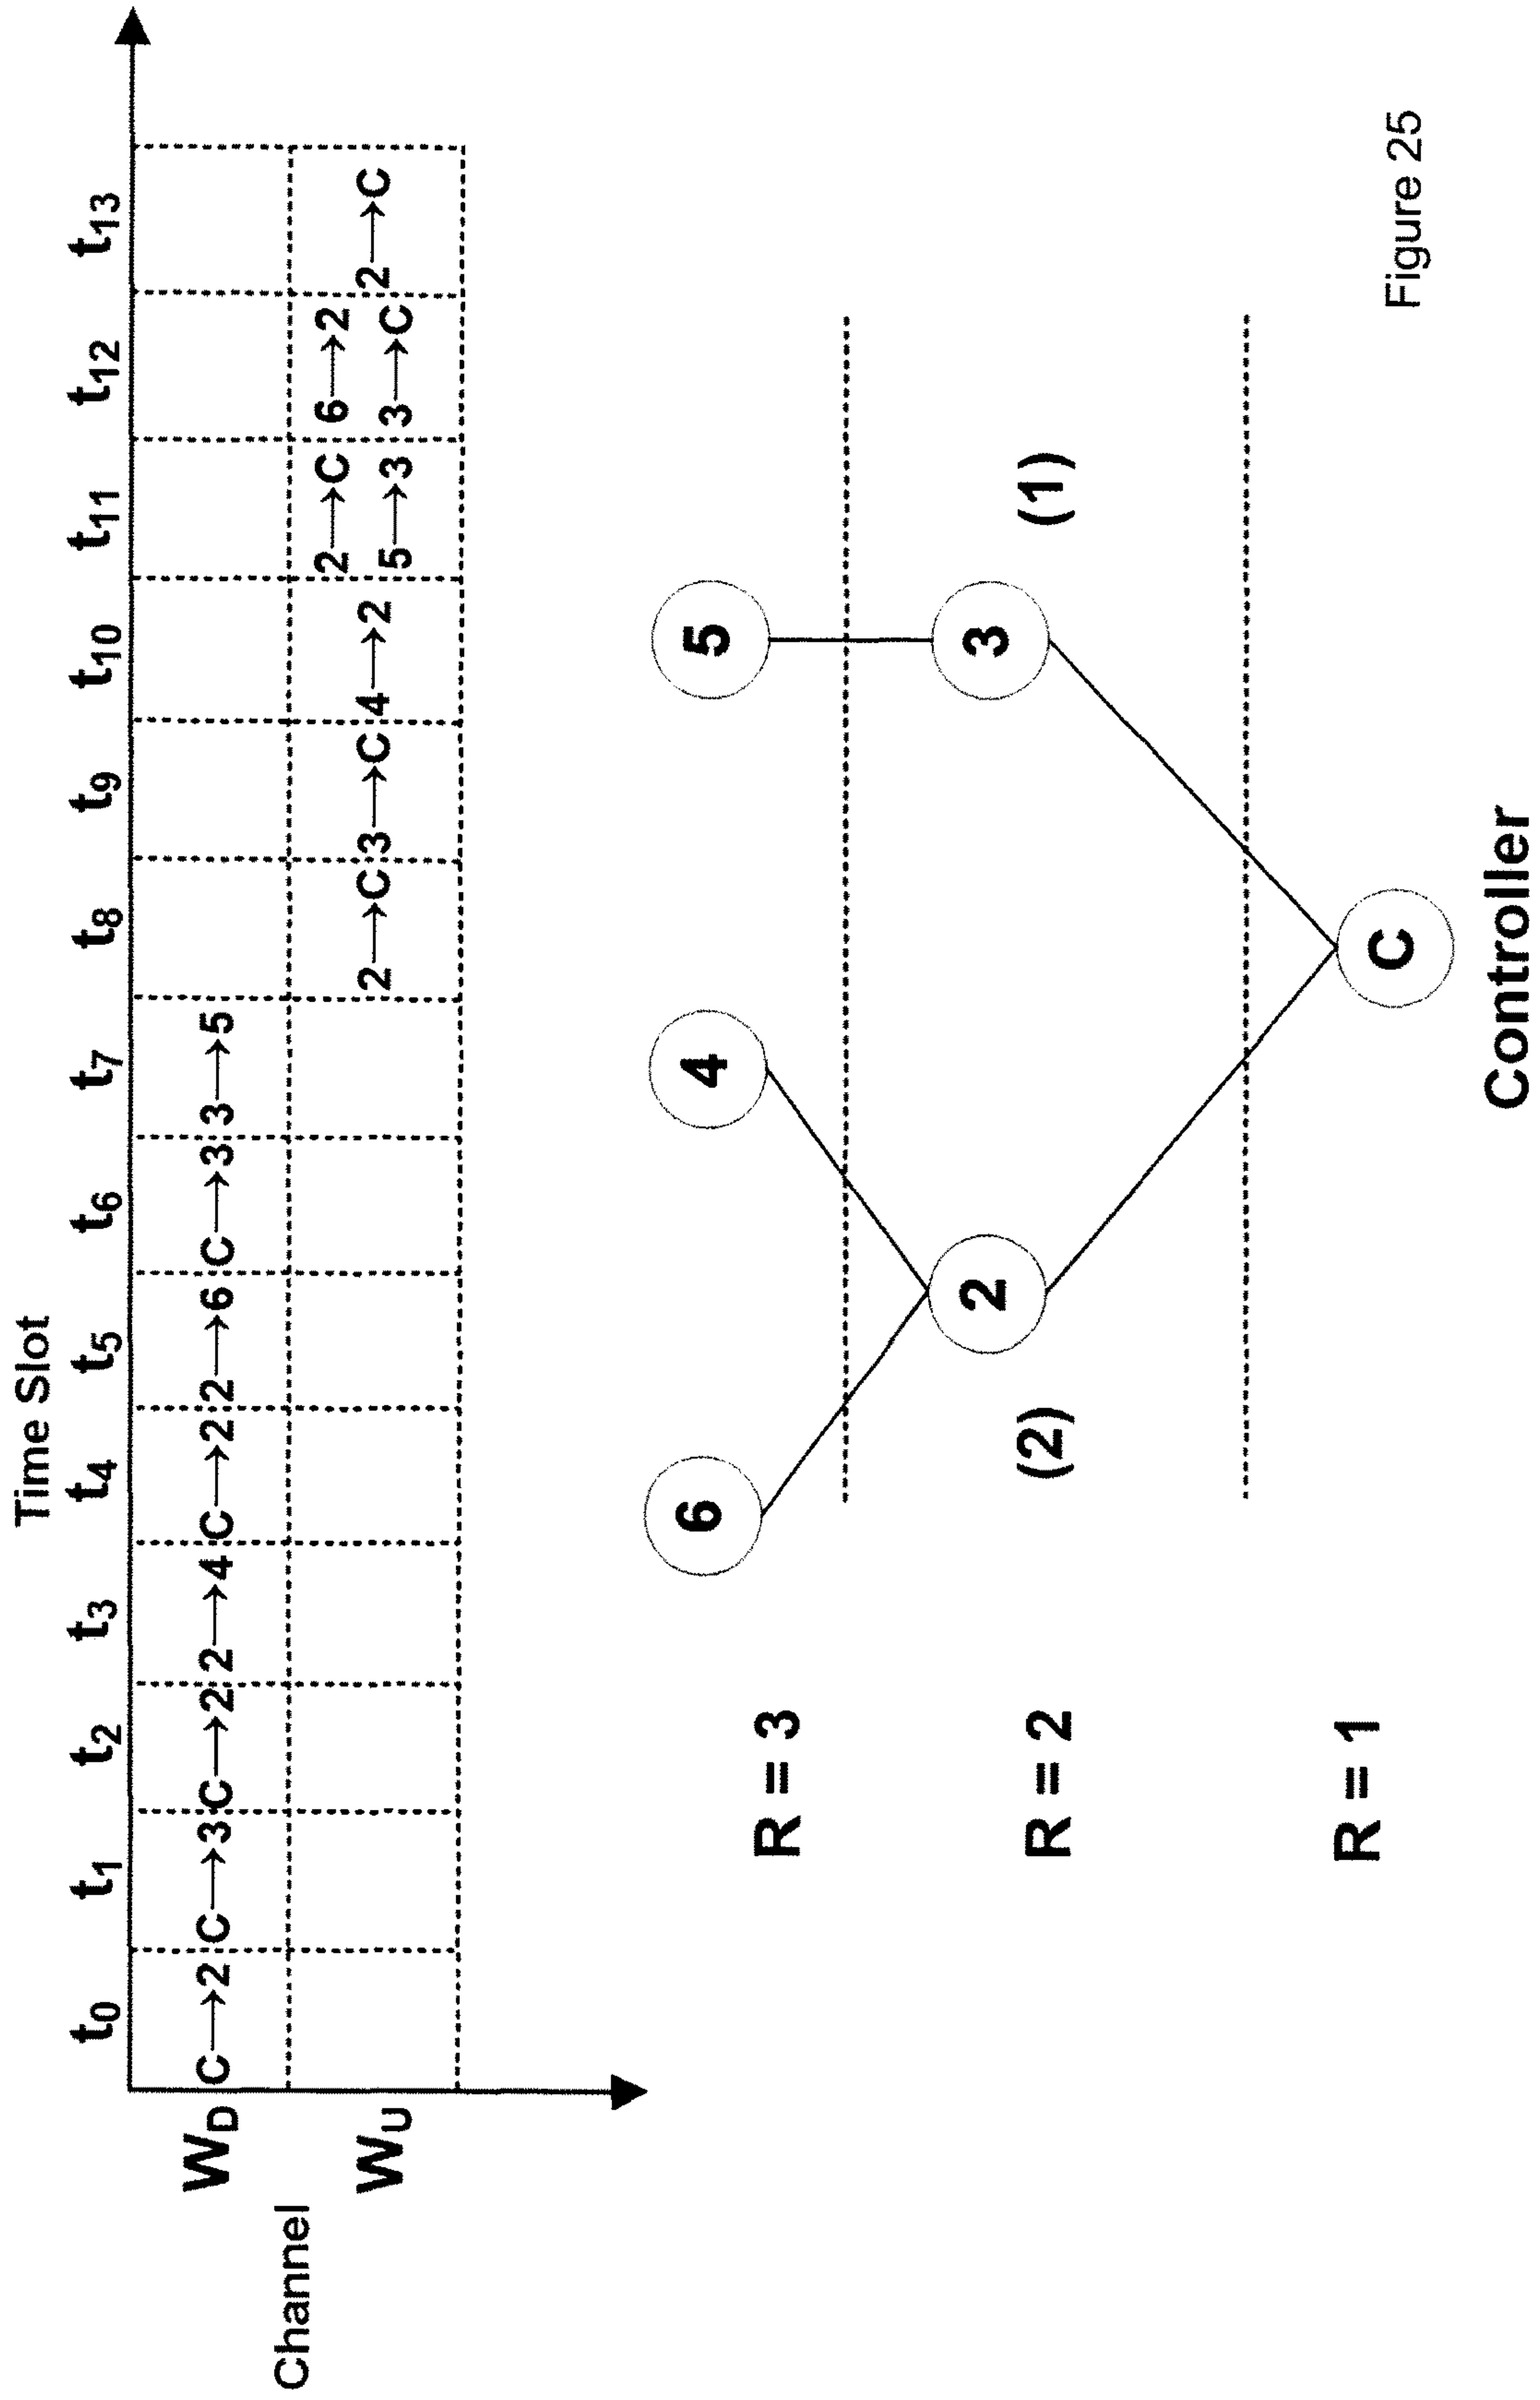 Time Slot
t0 t1 t2 t3 t4 t5 t6 t7 t8 t9 t10 t11 t12 t13
Channel
WD C→2 C→3 C→2 2→4 C→2 2→6 C→3 3→5
WU 2→C 3→C 4→2 2→C 6→2 2→C
5→3 3→C
R = 3 6 4 5
R = 2 (2) 2 3 (1)
R = 1 C
Controller
Figure 25